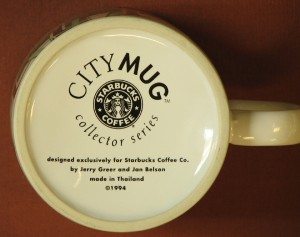 CITY MUG™
STARBUCKS
COFFEE
collector series
designed exclusively for Starbucks Coffee Co.
by Jerry Greer and Jan Belson
made in Thailand
©1994